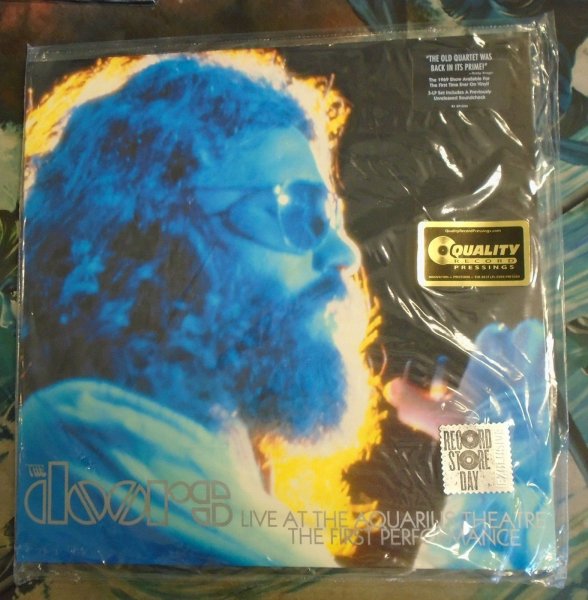 "THE OLD QUARTET WAS
BACK IN ITS PRIME!"
The 1969 Show Available For
The First Time Ever On Vinyl!
3-LP Set Includes A Previously
Unreleased Soundcheck
QualityRecordPressings.com
QUALITY
RECORD
PRESSINGS
RECORD
STORE
DAY
THE
doors
LIVE AT THE AQUARIUS THEATRE
THE FIRST PERFORMANCE